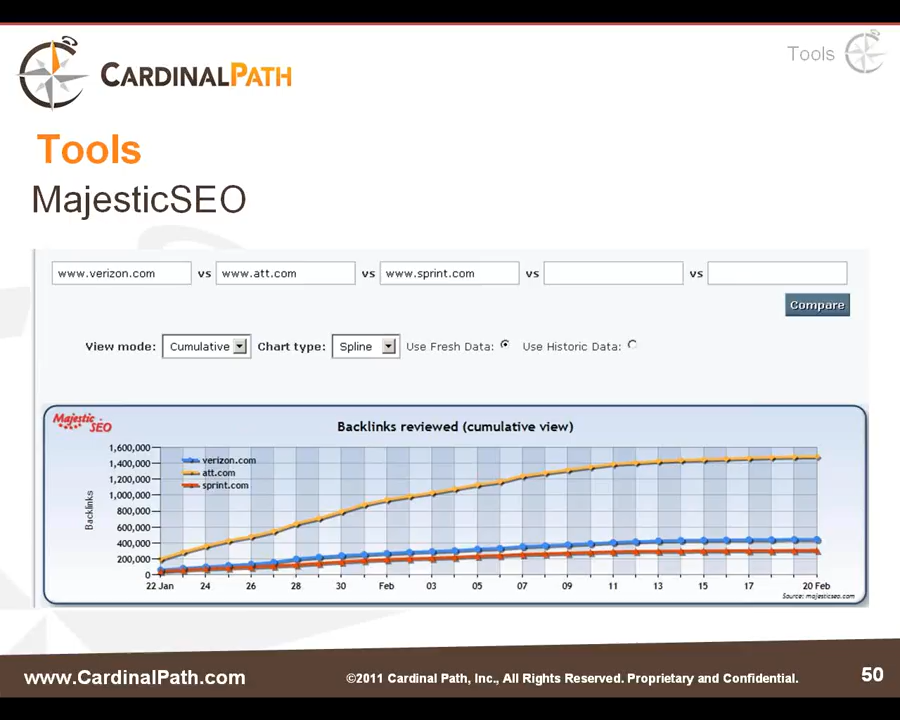 Tools
CARDINALPATH
Tools
MajesticSEO
www.verizon.com vs www.att.com vs www.sprint.com vs vs
Compare
View mode: Cumulative Chart type: Spline Use Fresh Data: Use Historic Data:
Majestic SEO
Backlinks reviewed (cumulative view)
verizon.com
att.com
sprint.com
Backlinks
1,600,000
1,400,000
1,200,000
1,000,000
800,000
600,000
400,000
200,000
0
22 Jan 24 26 28 30 Feb 03 05 07 09 11 13 15 17 20 Feb
Source: majesticseo.com
www.CardinalPath.com
©2011 Cardinal Path, Inc., All Rights Reserved. Proprietary and Confidential.
50